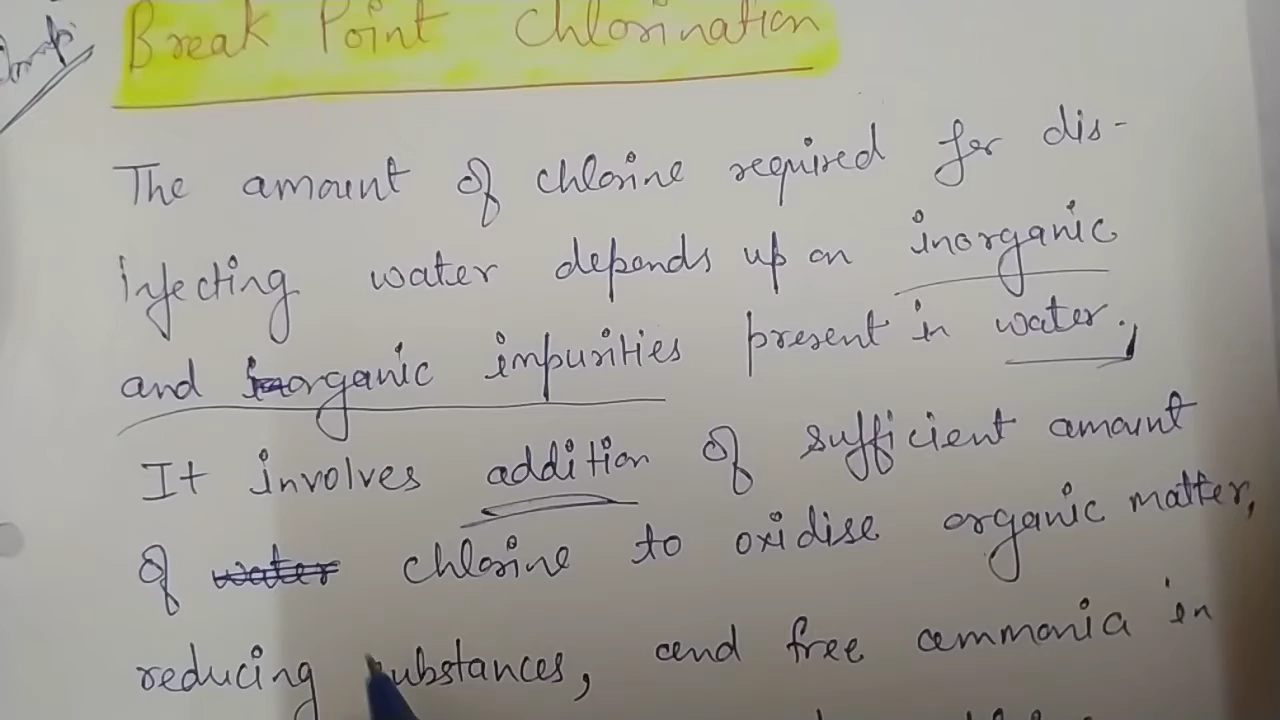 Break Point Chlorination
The amount of chlorine required for dis-
infecting water depends up on inorganic
and organic impurities present in water.,
It involves addition of sufficient amount
of water chlorine to oxidise organic matter,
reducing substances, and free ammonia in